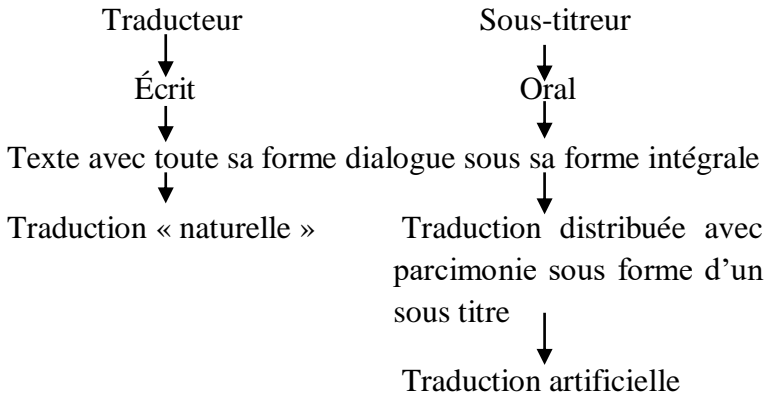 Traducteur Sous-titreur
Écrit Oral
Texte avec toute sa forme dialogue sous sa forme intégrale
Traduction « naturelle » Traduction distribuée avec
parcimonie sous forme d’un
sous titre
Traduction artificielle